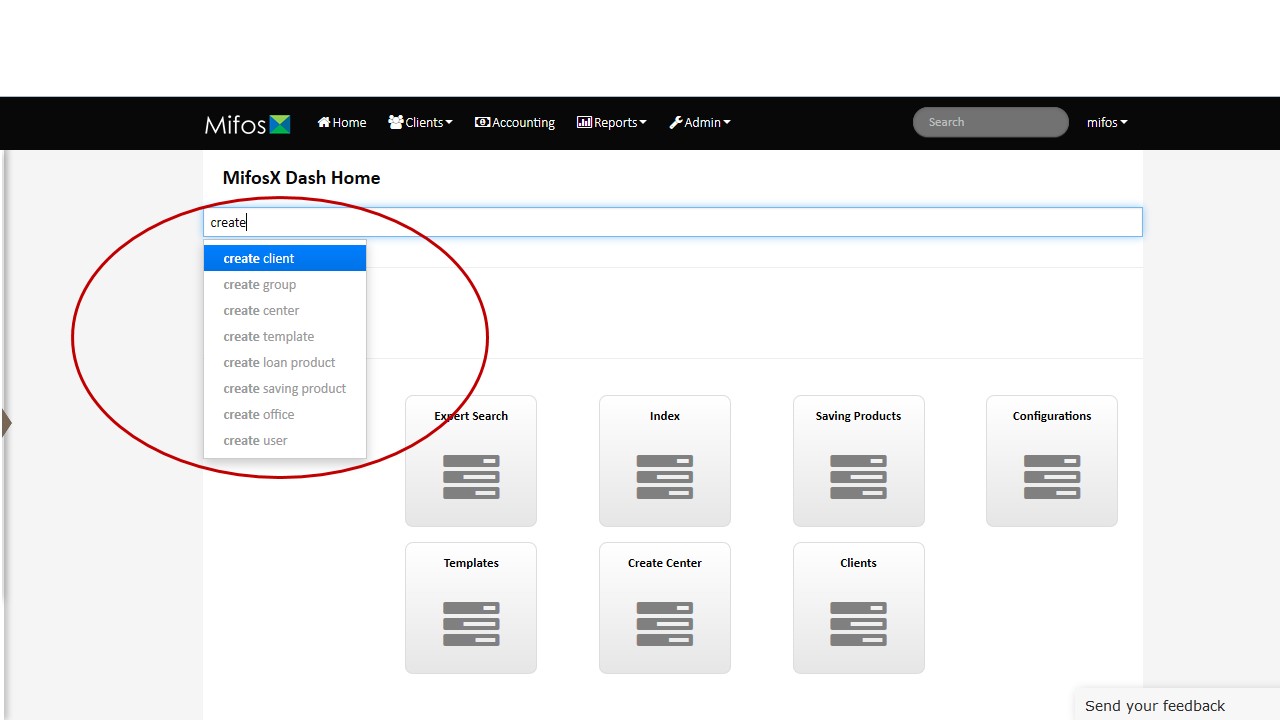 Mifos Home Clients Accounting Reports Admin Search mifos
MifosX Dash Home
create
create client
create group
create center
create template
create loan product
create saving product
create office
create user
Expert Search Index Saving Products Configurations
Templates Create Center Clients
Send your feedback